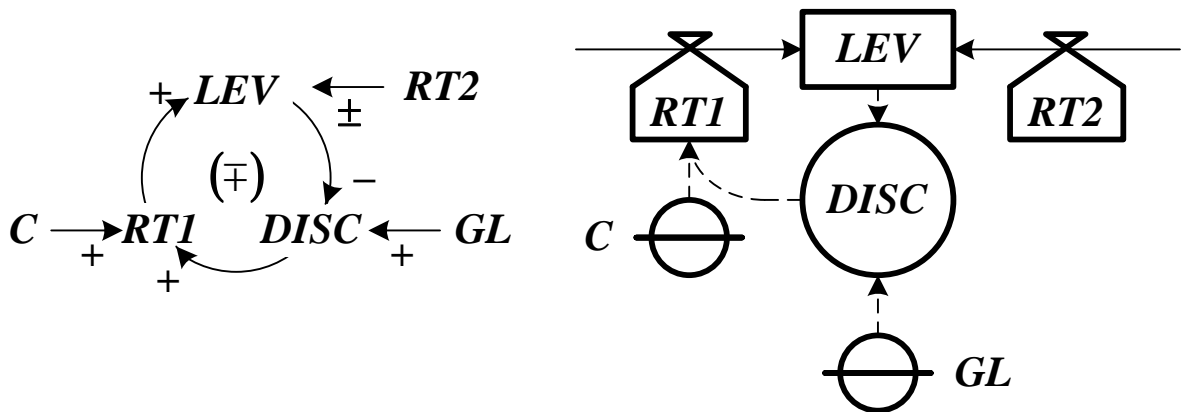 + LEV RT2
±
(∓) −
C RT1 DISC GL
+ + +
LEV
RT1 RT2
DISC
C
GL